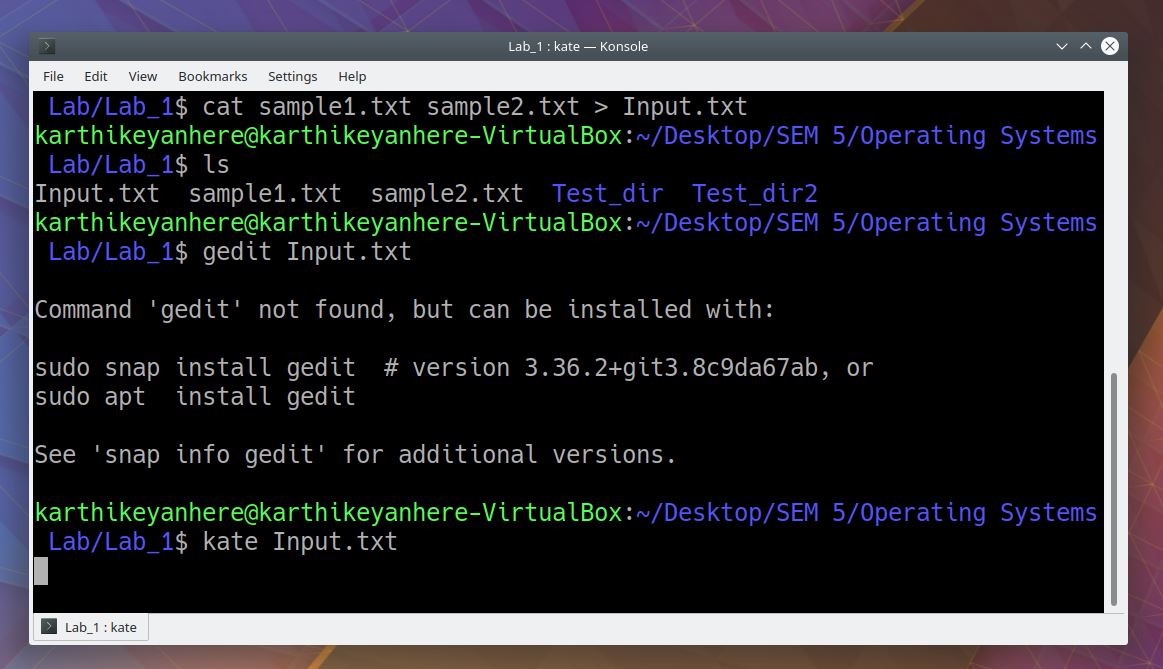 Lab_1 : kate — Konsole
File Edit View Bookmarks Settings Help
Lab/Lab_1$ cat sample1.txt sample2.txt > Input.txt
karthikeyanhere@karthikeyanhere-VirtualBox:~/Desktop/SEM 5/Operating Systems
Lab/Lab_1$ ls
Input.txt  sample1.txt  sample2.txt  Test_dir  Test_dir2
karthikeyanhere@karthikeyanhere-VirtualBox:~/Desktop/SEM 5/Operating Systems
Lab/Lab_1$ gedit Input.txt
Command 'gedit' not found, but can be installed with:
sudo snap install gedit  # version 3.36.2+git3.8c9da67ab, or
sudo apt  install gedit
See 'snap info gedit' for additional versions.
karthikeyanhere@karthikeyanhere-VirtualBox:~/Desktop/SEM 5/Operating Systems
Lab/Lab_1$ kate Input.txt
Lab_1 : kate